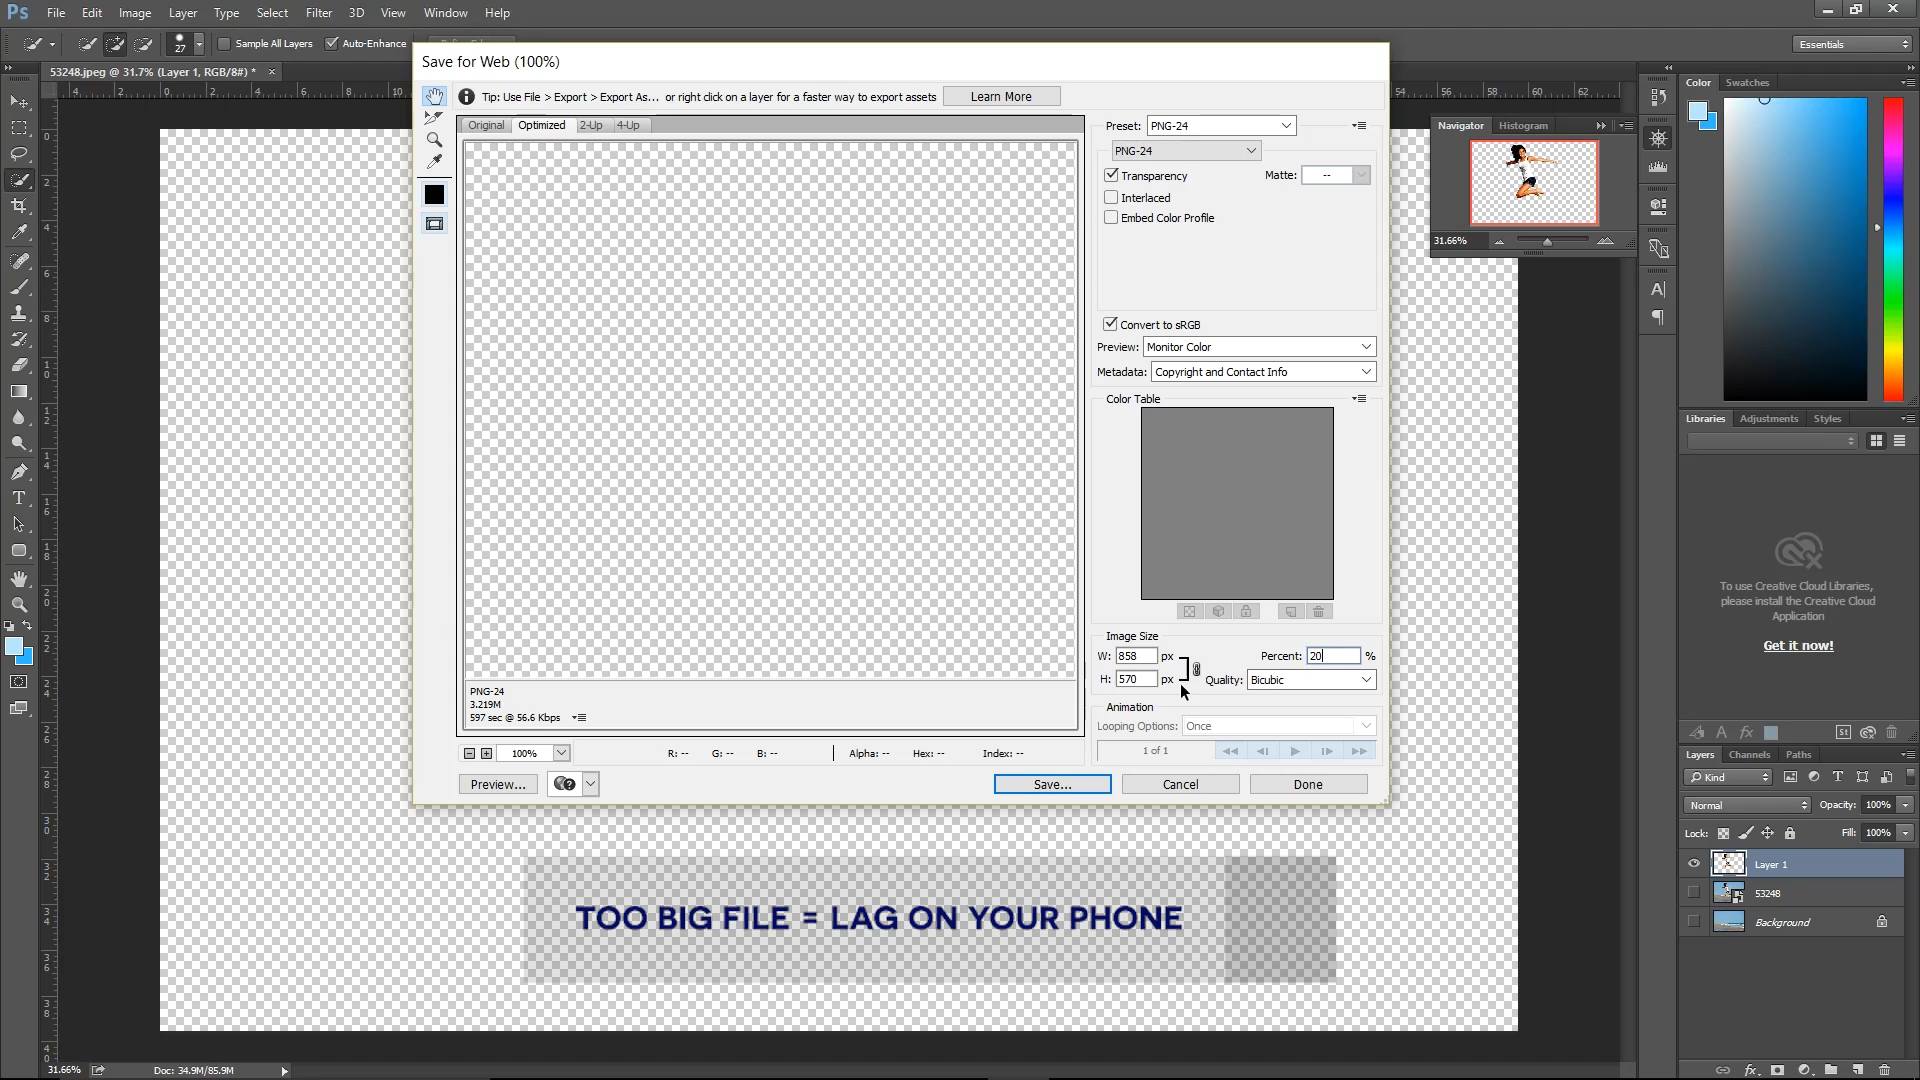 Ps File Edit Image Layer Type Select Filter 3D View Window Help
27 Sample All Layers Auto-Enhance Essentials
53248.jpeg @ 31.7% (Layer 1, RGB/8#) * ×
Save for Web (100%)
Tip: Use File > Export > Export As... or right click on a layer for a faster way to export assets Learn More
Original Optimized 2-Up 4-Up
Preset: PNG-24
PNG-24
Transparency Matte: --
Interlaced
Embed Color Profile
Convert to sRGB
Preview: Monitor Color
Metadata: Copyright and Contact Info
Color Table
Image Size
W: 858 px Percent: 20 %
H: 570 px Quality: Bicubic
Animation
Looping Options: Once
1 of 1
PNG-24
3.219M
597 sec @ 56.6 Kbps
100% R: -- G: -- B: -- Alpha: -- Hex: -- Index: --
Preview... Save... Cancel Done
TOO BIG FILE = LAG ON YOUR PHONE
Navigator Histogram
31.66%
Color Swatches
Libraries Adjustments Styles
To use Creative Cloud Libraries,
please install the Creative Cloud
Application
Get it now!
Layers Channels Paths
Kind
Normal Opacity: 100%
Lock: Fill: 100%
Layer 1
53248
Background
31.66% Doc: 34.9M/85.9M